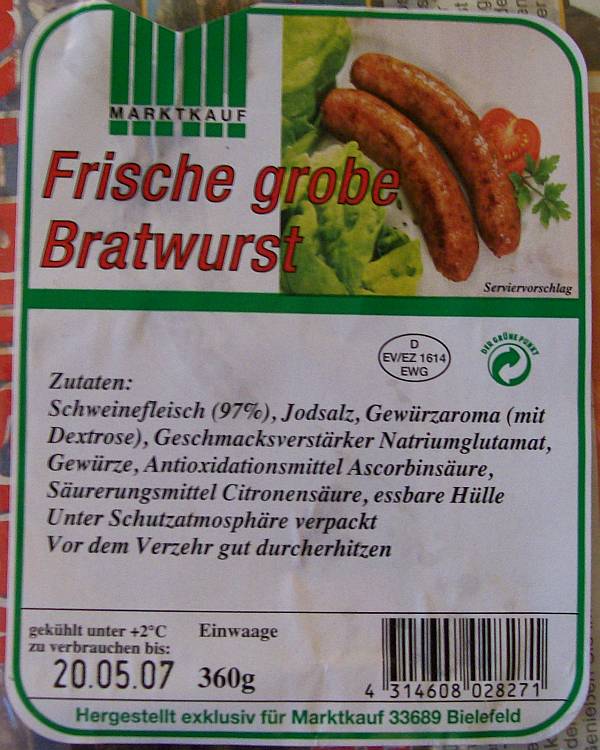 MARKTKAUF
Frische grobe
Bratwurst
Serviervorschlag
D
EV/EZ 1614
EWG
DER GRÜNE PUNKT
Zutaten:
Schweinefleisch (97%), Jodsalz, Gewürzaroma (mit
Dextrose), Geschmacksverstärker Natriumglutamat,
Gewürze, Antioxidationsmittel Ascorbinsäure,
Säurerungsmittel Citronensäure, essbare Hülle
Unter Schutzatmosphäre verpackt
Vor dem Verzehr gut durcherhitzen
gekühlt unter +2°C
zu verbrauchen bis:
20.05.07
Einwaage
360g
4 314608 028271
Hergestellt exklusiv für Marktkauf 33689 Bielefeld